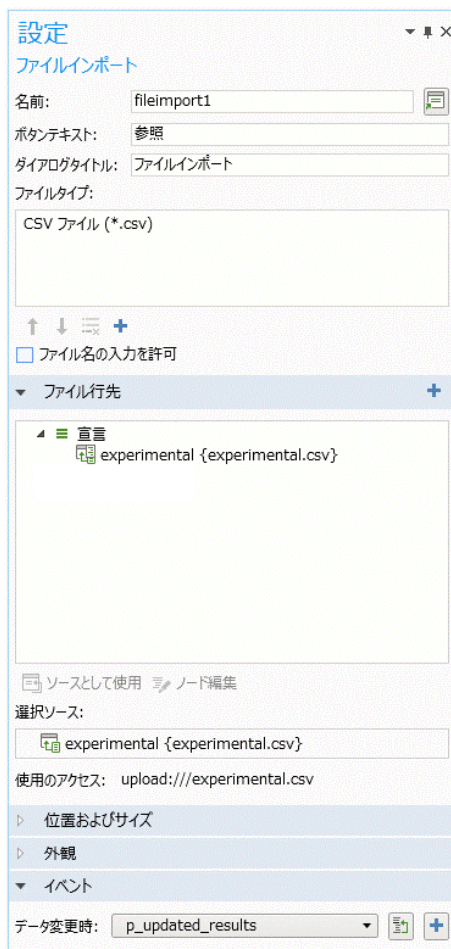 設定
ファイルインポート
名前: fileimport1
ボタンテキスト: 参照
ダイアログタイトル: ファイルインポート
ファイルタイプ:
CSV ファイル (*.csv)
ファイル名の入力を許可
ファイル行先
宣言
experimental {experimental.csv}
ソースとして使用 ノード編集
選択ソース:
experimental {experimental.csv}
使用のアクセス: upload:///experimental.csv
位置およびサイズ
外観
イベント
データ変更時: p_updated_results